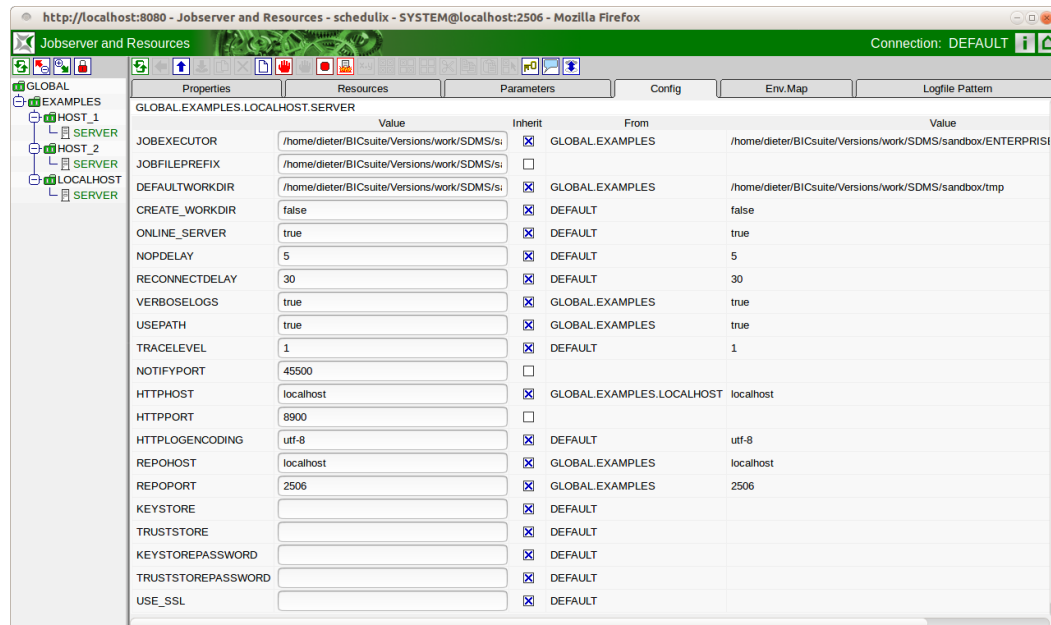 http://localhost:8080 - Jobserver and Resources - schedulix - SYSTEM@localhost:2506 - Mozilla Firefox
Jobserver and Resources Connection: DEFAULT
GLOBAL
EXAMPLES
HOST_1
SERVER
HOST_2
SERVER
LOCALHOST
SERVER
Properties Resources Parameters Config Env.Map Logfile Pattern
GLOBAL.EXAMPLES.LOCALHOST.SERVER
Value Inherit From Value
JOBEXECUTOR /home/dieter/BICsuite/Versions/work/SDMS/sa GLOBAL.EXAMPLES /home/dieter/BICsuite/Versions/work/SDMS/sandbox/ENTERPRISE
JOBFILEPREFIX /home/dieter/BICsuite/Versions/work/SDMS/sa
DEFAULTWORKDIR /home/dieter/BICsuite/Versions/work/SDMS/sa GLOBAL.EXAMPLES /home/dieter/BICsuite/Versions/work/SDMS/sandbox/tmp
CREATE_WORKDIR false DEFAULT false
ONLINE_SERVER true DEFAULT true
NOPDELAY 5 DEFAULT 5
RECONNECTDELAY 30 DEFAULT 30
VERBOSELOGS true GLOBAL.EXAMPLES true
USEPATH true GLOBAL.EXAMPLES true
TRACELEVEL 1 DEFAULT 1
NOTIFYPORT 45500
HTTPHOST localhost GLOBAL.EXAMPLES.LOCALHOST localhost
HTTPPORT 8900
HTTPLOGENCODING utf-8 DEFAULT utf-8
REPOHOST localhost GLOBAL.EXAMPLES localhost
REPOPORT 2506 GLOBAL.EXAMPLES 2506
KEYSTORE DEFAULT
TRUSTSTORE DEFAULT
KEYSTOREPASSWORD DEFAULT
TRUSTSTOREPASSWORD DEFAULT
USE_SSL DEFAULT